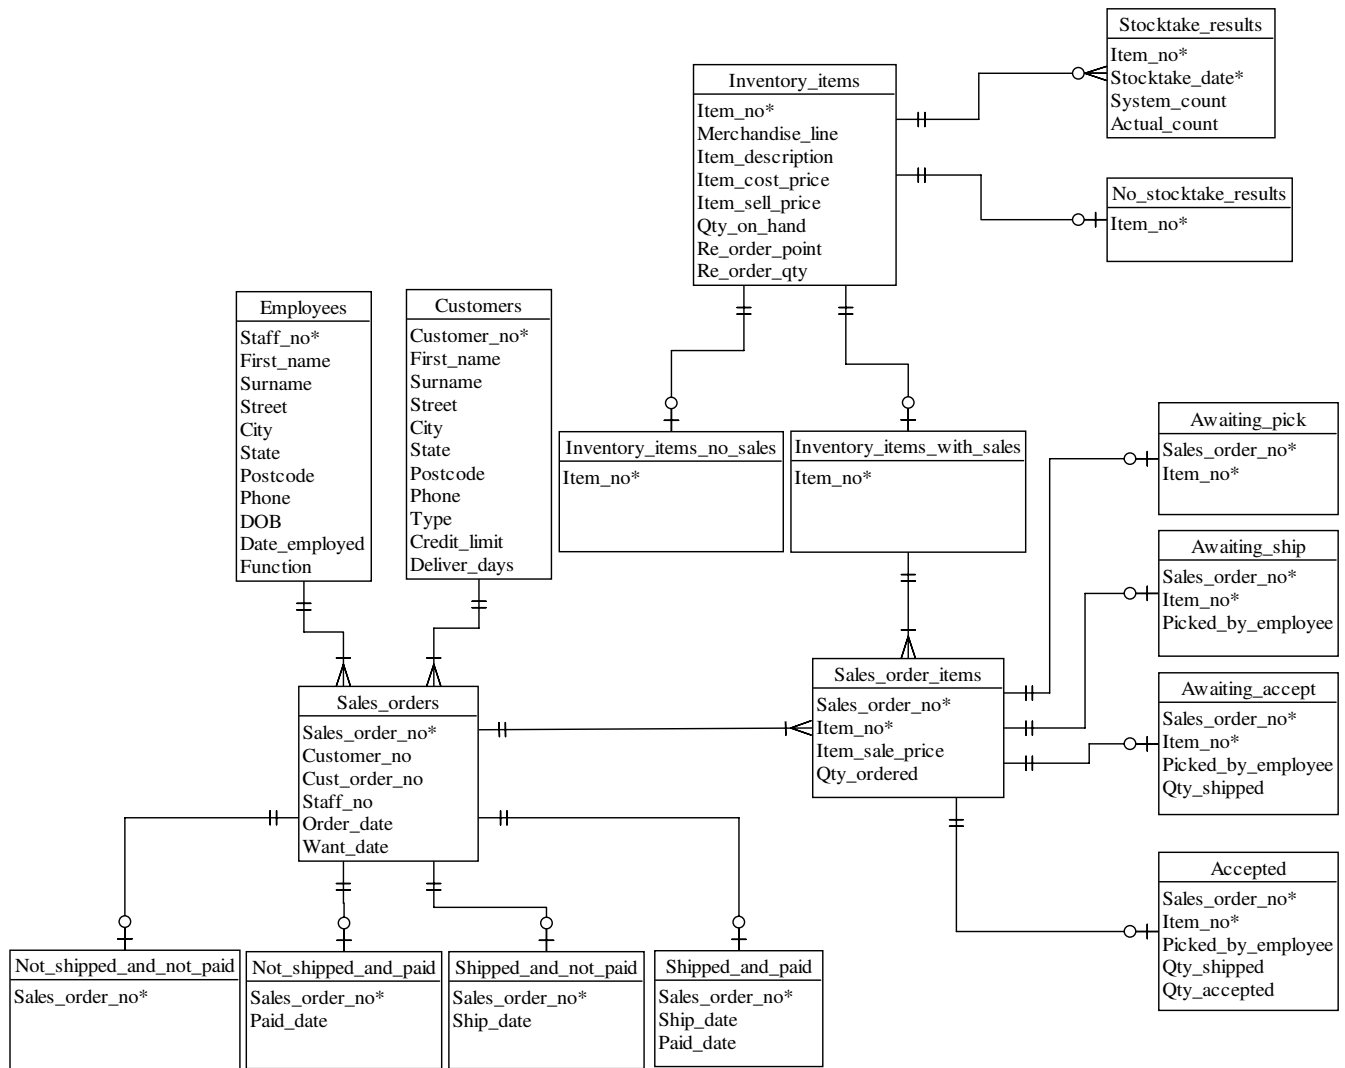 Stocktake_results
Item_no*
Stocktake_date*
System_count
Actual_count
Inventory_items
Item_no*
Merchandise_line
Item_description
Item_cost_price
Item_sell_price
Qty_on_hand
Re_order_point
Re_order_qty
No_stocktake_results
Item_no*
Employees
Staff_no*
First_name
Surname
Street
City
State
Postcode
Phone
DOB
Date_employed
Function
Customers
Customer_no*
First_name
Surname
Street
City
State
Postcode
Phone
Type
Credit_limit
Deliver_days
Inventory_items_no_sales
Item_no*
Inventory_items_with_sales
Item_no*
Awaiting_pick
Sales_order_no*
Item_no*
Awaiting_ship
Sales_order_no*
Item_no*
Picked_by_employee
Sales_orders
Sales_order_no*
Customer_no
Cust_order_no
Staff_no
Order_date
Want_date
Sales_order_items
Sales_order_no*
Item_no*
Item_sale_price
Qty_ordered
Awaiting_accept
Sales_order_no*
Item_no*
Picked_by_employee
Qty_shipped
Accepted
Sales_order_no*
Item_no*
Picked_by_employee
Qty_shipped
Qty_accepted
Not_shipped_and_not_paid
Sales_order_no*
Not_shipped_and_paid
Sales_order_no*
Paid_date
Shipped_and_not_paid
Sales_order_no*
Ship_date
Shipped_and_paid
Sales_order_no*
Ship_date
Paid_date